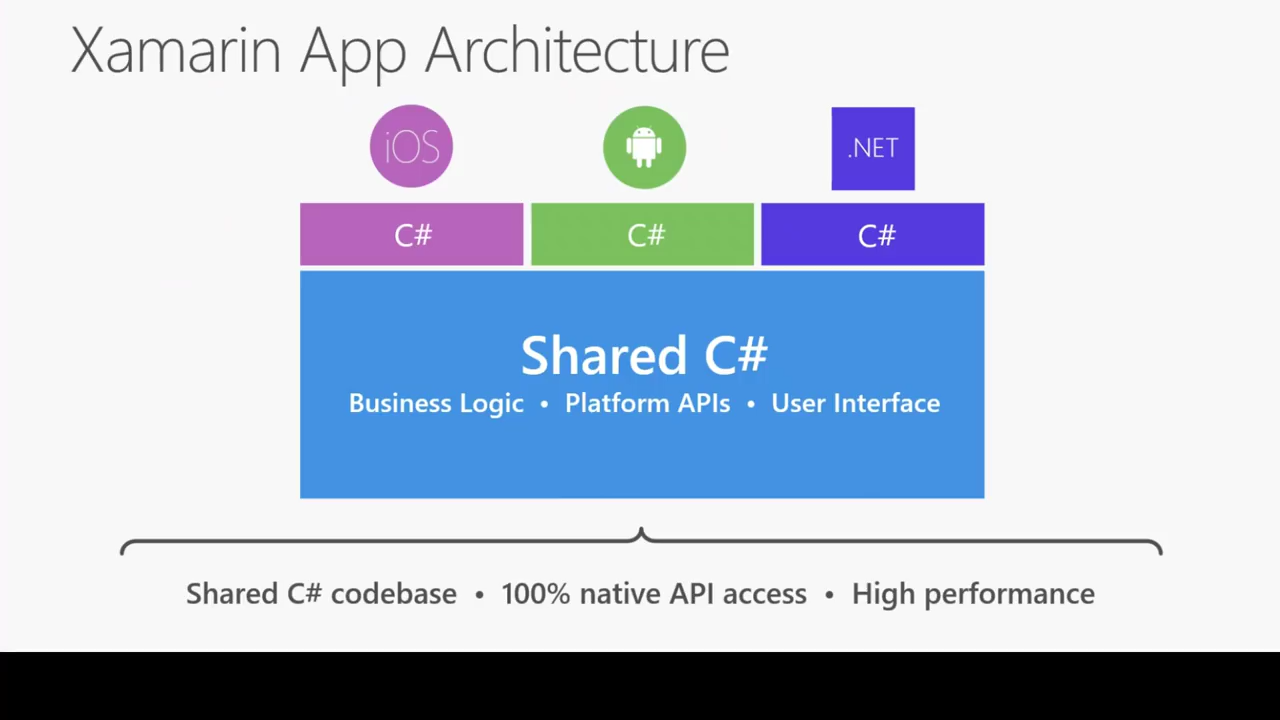 Xamarin App Architecture
iOS
.NET
C#
C#
C#
Shared C#
Business Logic • Platform APIs • User Interface
Shared C# codebase • 100% native API access • High performance